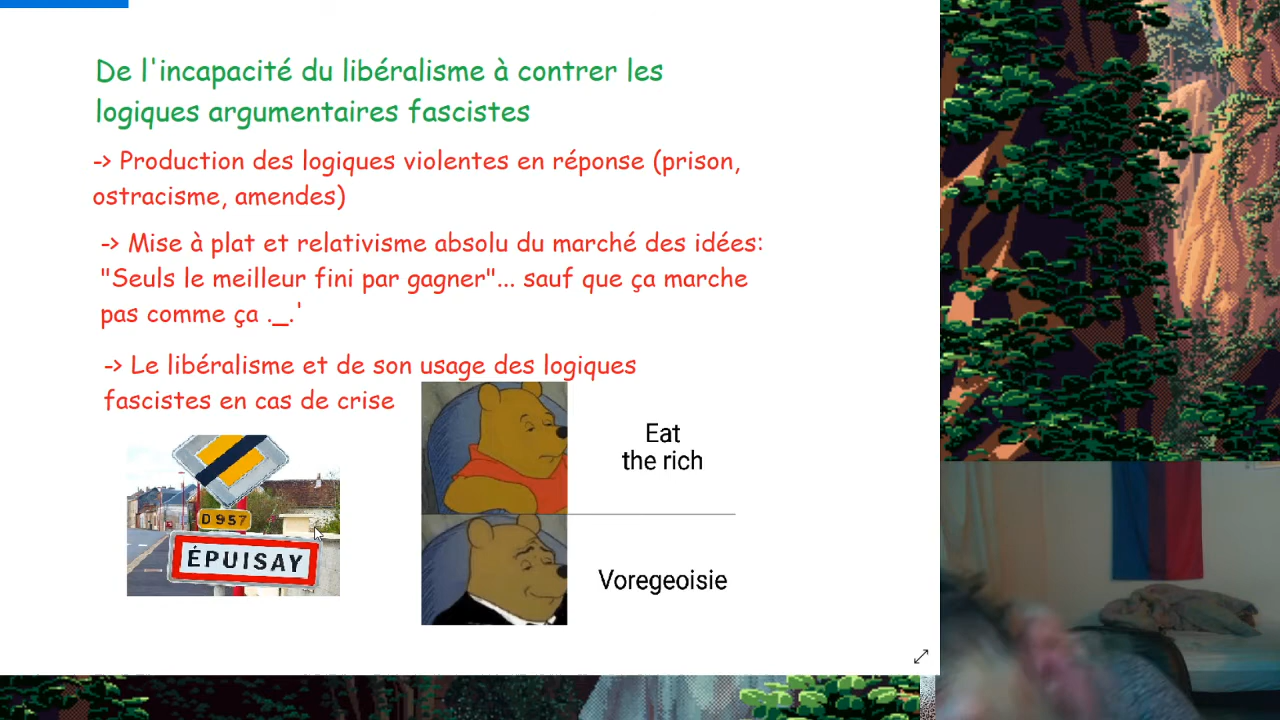 De l'incapacité du libéralisme à contrer les
logiques argumentaires fascistes
-> Production des logiques violentes en réponse (prison,
ostracisme, amendes)
-> Mise à plat et relativisme absolu du marché des idées:
"Seuls le meilleur fini par gagner"... sauf que ça marche
pas comme ça ._.'
-> Le libéralisme et de son usage des logiques
fascistes en cas de crise
D 957
ÉPUISAY
Eat
the rich
Voregeoisie